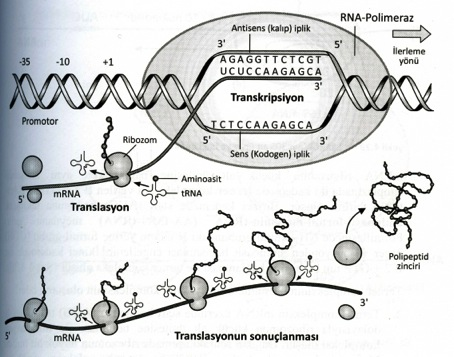 RNA-Polimeraz
Antisens (kalıp) iplik
3'
5'
İlerleme
yönü
-35
-10
+1
AGAGGTTCTCGT
UCUCCAAGAGCA
3'
Transkripsiyon
Promotor
Ribozom
TCTCCAAGAGCA
5'
3'
Sens (Kodogen) iplik
Aminoasit
tRNA
5'
mRNA
Translasyon
Polipeptid
zinciri
3'
5'
mRNA
Translasyonun sonuçlanması